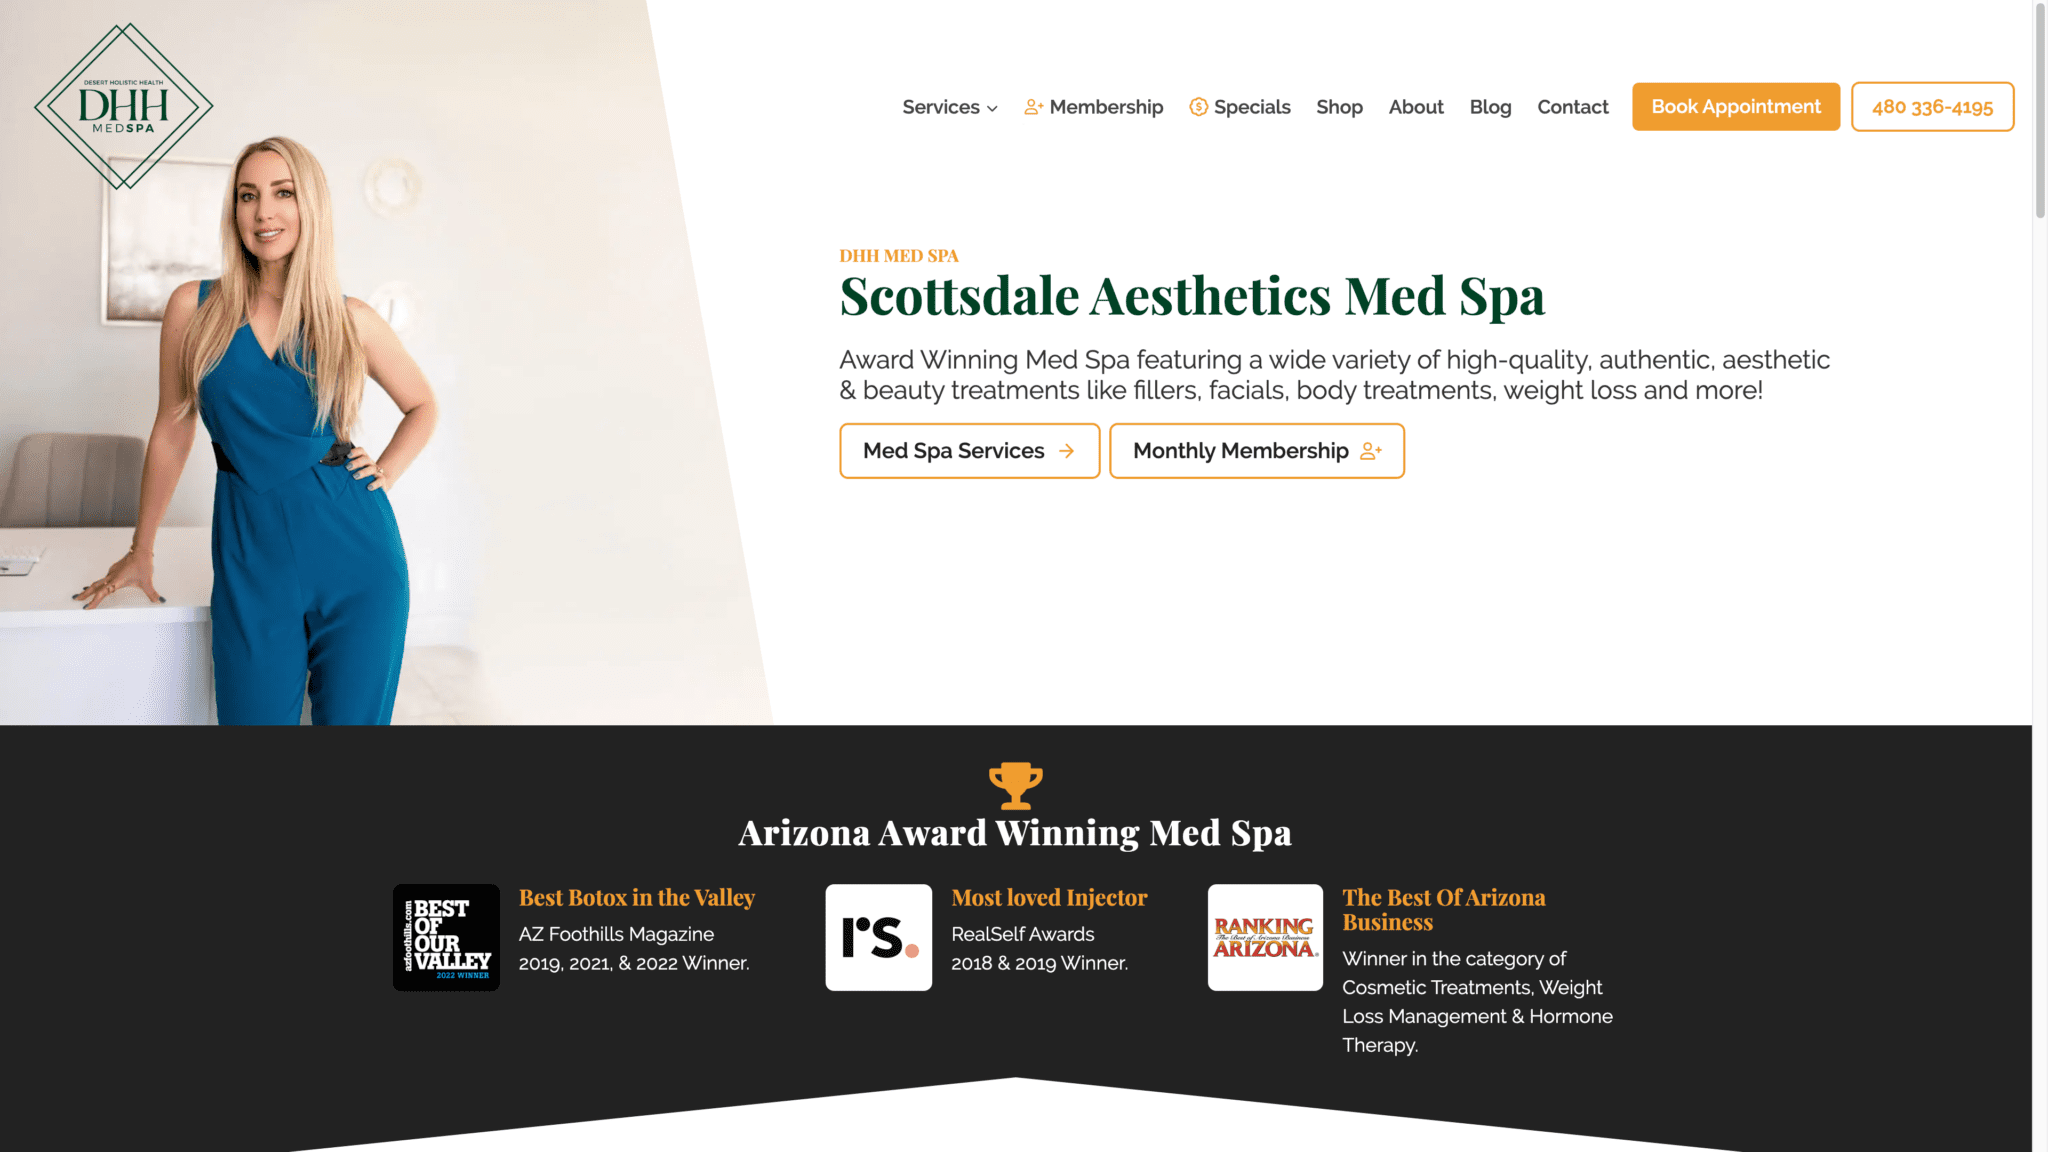 DESERT HOLISTIC HEALTH
DHH
MEDSPA
Services
Membership
Specials
Shop
About
Blog
Contact
Book Appointment
480 336-4195
DHH MED SPA
Scottsdale Aesthetics Med Spa
Award Winning Med Spa featuring a wide variety of high-quality, authentic, aesthetic
& beauty treatments like fillers, facials, body treatments, weight loss and more!
Med Spa Services
Monthly Membership
Arizona Award Winning Med Spa
azfoothills.com
BEST
OF
OUR
VALLEY
2022 WINNER
Best Botox in the Valley
AZ Foothills Magazine
2019, 2021, & 2022 Winner.
rs.
Most loved Injector
RealSelf Awards
2018 & 2019 Winner.
RANKING
The Best of Arizona Business
ARIZONA
The Best Of Arizona
Business
Winner in the category of
Cosmetic Treatments, Weight
Loss Management & Hormone
Therapy.